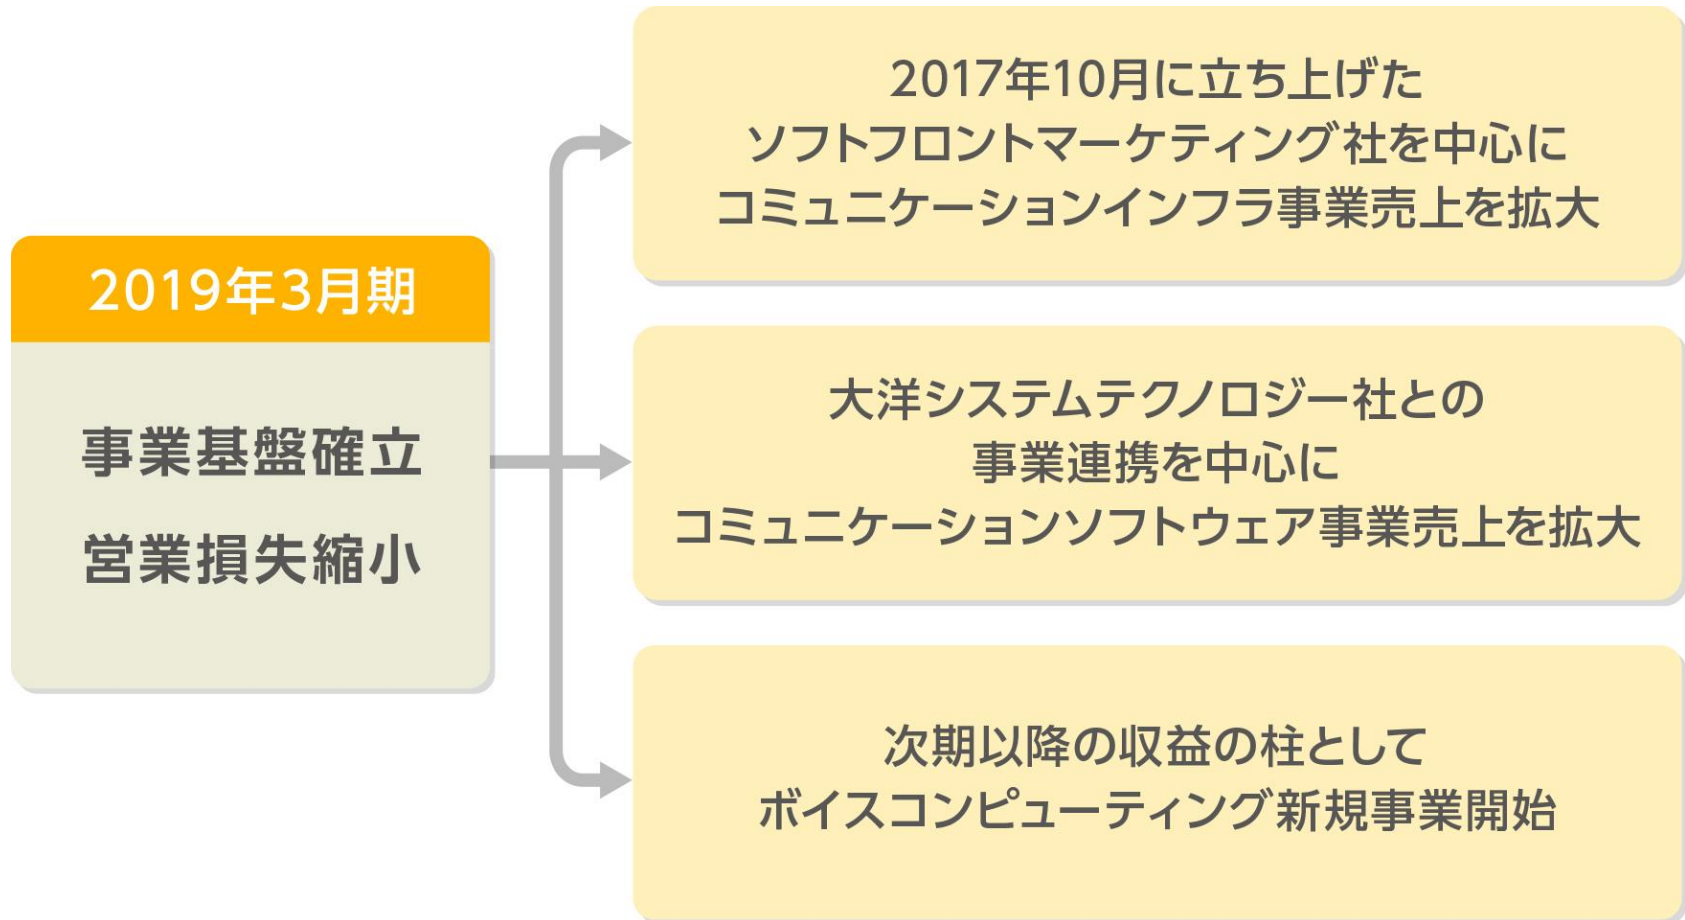 2019年3月期
事業基盤確立
営業損失縮小
2017年10月に立ち上げた
ソフトフロントマーケティング社を中心に
コミュニケーションインフラ事業売上を拡大
大洋システムテクノロジー社との
事業連携を中心に
コミュニケーションソフトウェア事業売上を拡大
次期以降の収益の柱として
ボイスコンピューティング新規事業開始